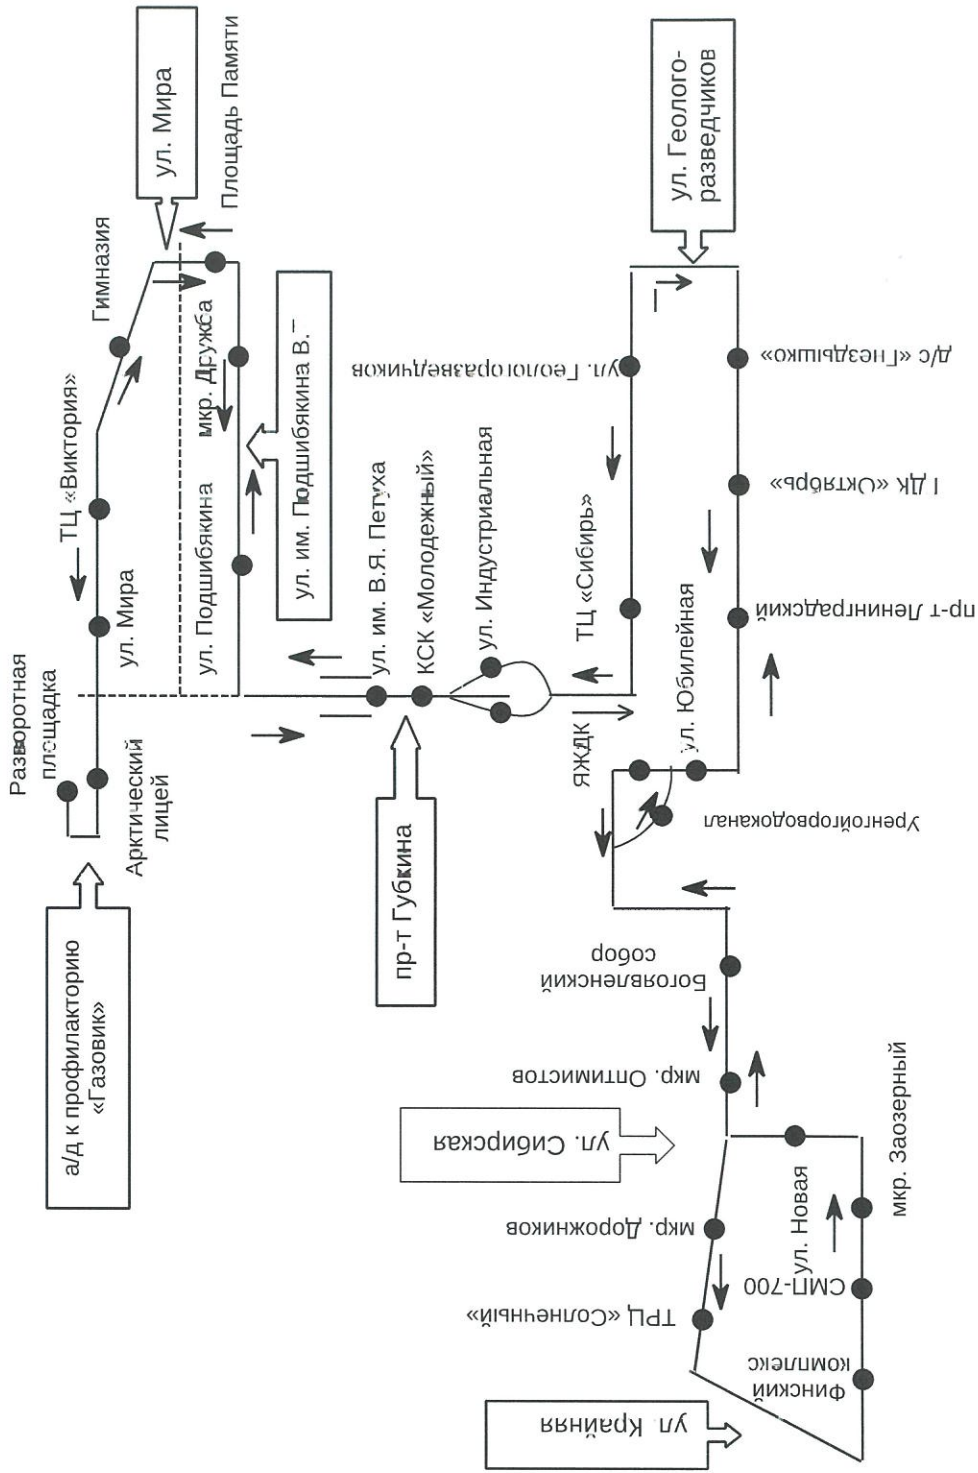 Разворотная
площадка
Арктический
лицей
а/д к профилакторию
«Газовик»
ул. Мира
ТЦ «Виктория»
Гимназия
ул. Мира
Площадь Памяти
мкр. Дружба
ул. Подшибякина
ул. им. Подшибякина В.Т
ул. им. В.Я. Петуха
КСК «Молодежный»
ул. Индустриальная
пр-т Губкина
ул. Геологоразведчиков
ТЦ «Сибирь»
ЯЖДК
ул. Геолого-
разведчиков
ул. Юбилейная
д/с «Гнездышко»
ГДК «Октябрь»
пр-т Ленинградский
Уренгойгорводоканал
Богоявленский
собор
мкр. Оптимистов
ул. Сибирская
мкр. Дорожников
ТРЦ «Солнечный»
ул. Крайняя
Финский
комплекс
СМП-700
ул. Новая
мкр. Заозерный